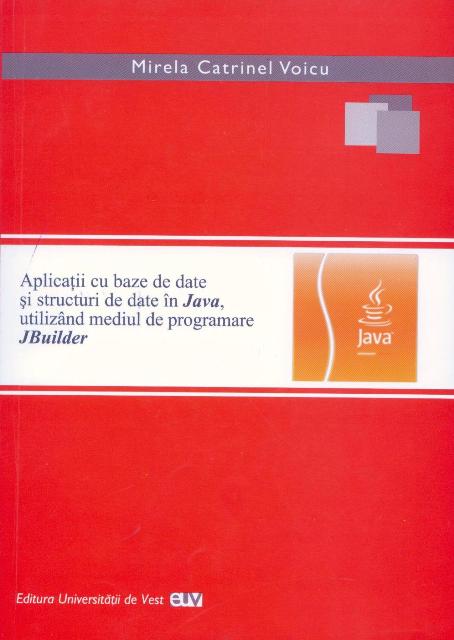 Mirela Catrinel Voicu
Aplicații cu baze de date
și structuri de date în Java,
utilizând mediul de programare
JBuilder
Java
Editura Universității de Vest euv